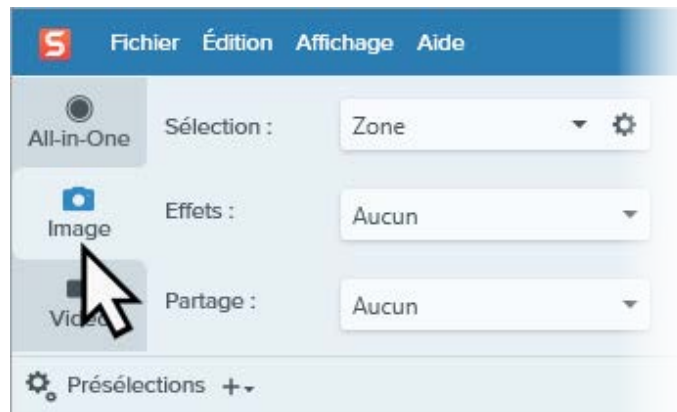 S Fichier Édition Affichage Aide
All-in-One Sélection : Zone
Image Effets : Aucun
Partage : Aucun
Présélections +